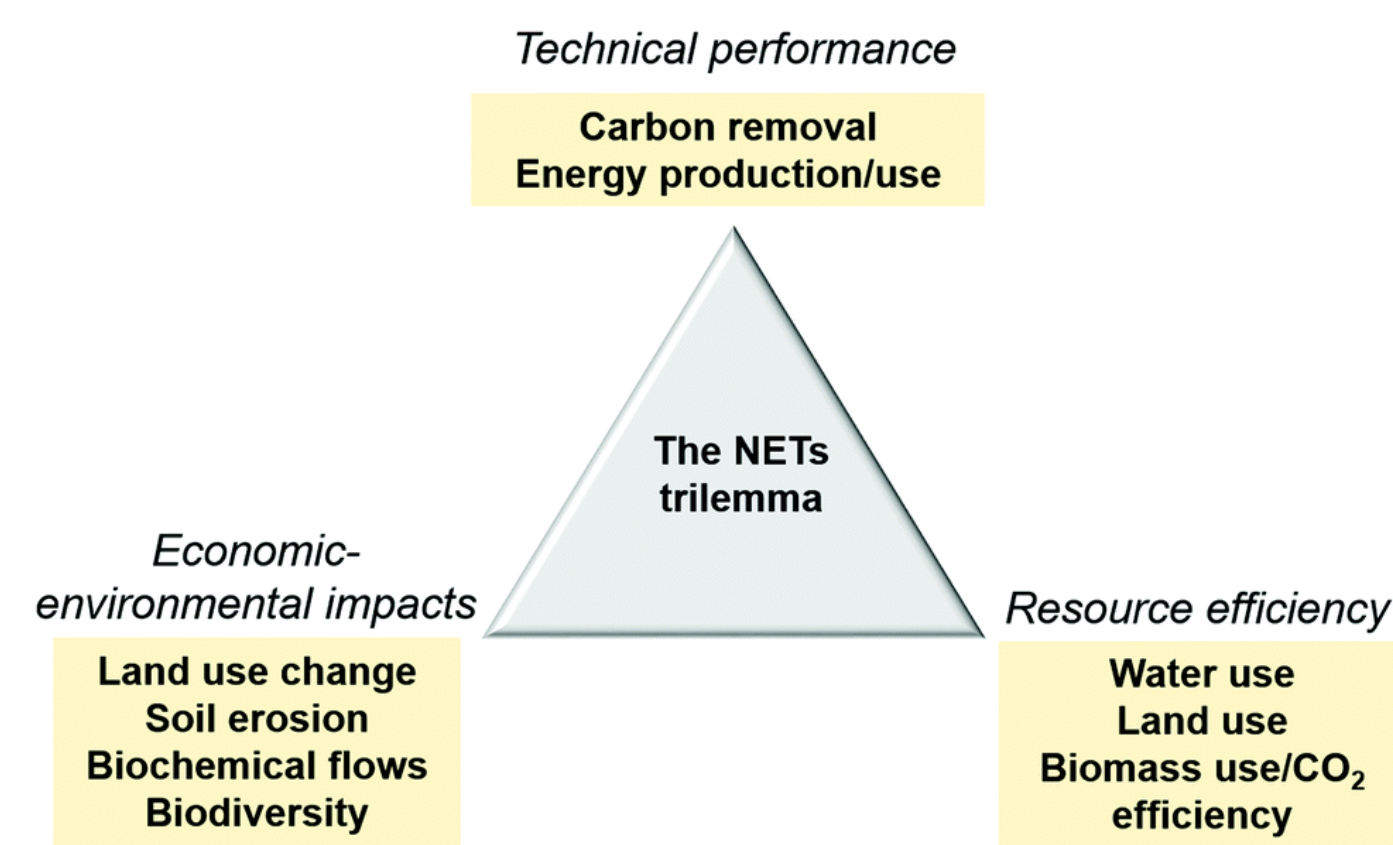 Technical performance
Carbon removal
Energy production/use
The NETs
trilemma
Economic-
environmental impacts
Land use change
Soil erosion
Biochemical flows
Biodiversity
Resource efficiency
Water use
Land use
Biomass use/CO₂
efficiency